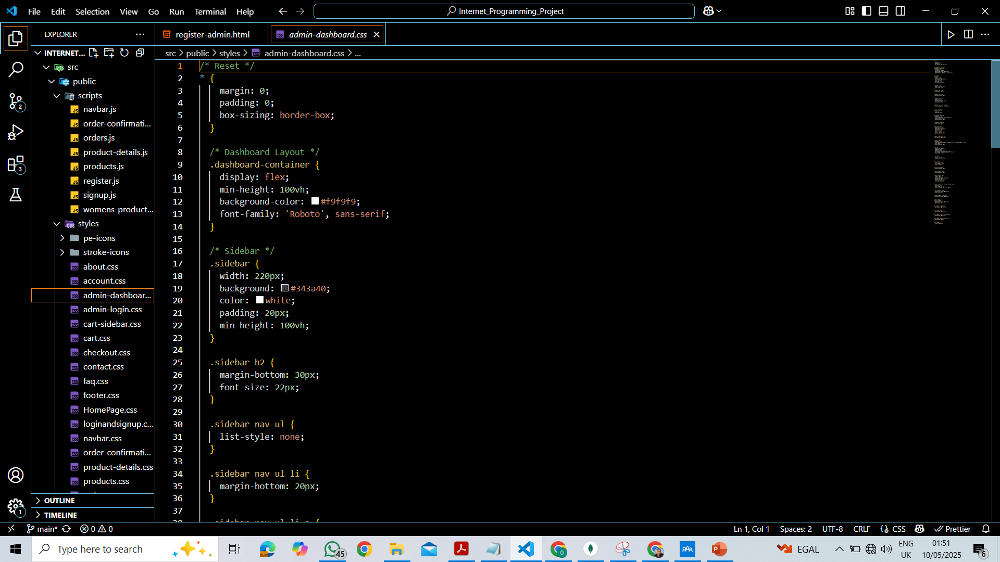 File Edit Selection View Go Run Terminal Help
Internet_Programming_Project
EXPLORER
INTERNET...
src
public
scripts
navbar.js
order-confirmati...
orders.js
product-details.js
products.js
register.js
signup.js
womens-product...
styles
pe-icons
stroke-icons
about.css
account.css
admin-dashboar...
admin-login.css
cart-sidebar.css
cart.css
checkout.css
contact.css
faq.css
footer.css
HomePage.css
loginandsignup.c...
navbar.css
order-confirmati...
product-details.css
products.css
OUTLINE
TIMELINE
2
3
1
register-admin.html
admin-dashboard.css
src > public > styles > admin-dashboard.css > ...
1 /* Reset */
2 * {
3 margin: 0;
4 padding: 0;
5 box-sizing: border-box;
6 }
7
8 /* Dashboard Layout */
9 .dashboard-container {
10 display: flex;
11 min-height: 100vh;
12 background-color: #f9f9f9;
13 font-family: 'Roboto', sans-serif;
14 }
15
16 /* Sidebar */
17 .sidebar {
18 width: 220px;
19 background: #343a40;
20 color: white;
21 padding: 20px;
22 min-height: 100vh;
23 }
24
25 .sidebar h2 {
26 margin-bottom: 30px;
27 font-size: 22px;
28 }
29
30 .sidebar nav ul {
31 list-style: none;
32 }
33
34 .sidebar nav ul li {
35 margin-bottom: 20px;
36 }
37
main* 0 0
Ln 1, Col 1 Spaces: 2 UTF-8 CRLF CSS Prettier
Type here to search
45
EGAL
ENG
UK
01:51
10/05/2025
6